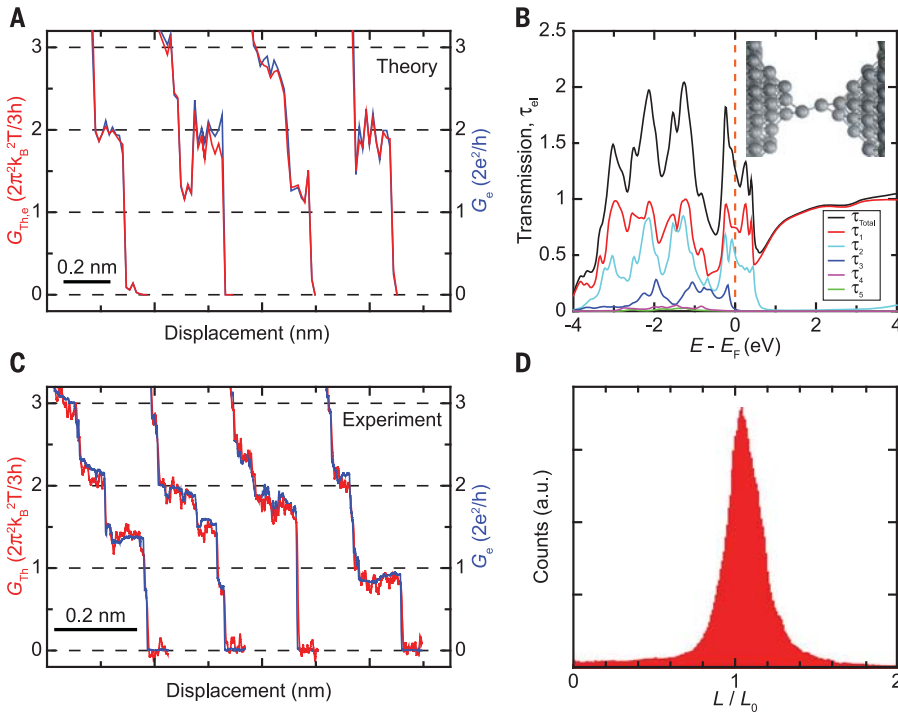 A
3
2
1
0
G_Th,e (2π²k_B²T/3h)
Theory
0.2 nm
3
2
1
0
G_e (2e²/h)
Displacement (nm)
B
2.5
2
1.5
1
0.5
0
Transmission, τ_el
τ_Total
τ_1
τ_2
τ_3
τ_4
τ_5
-4 -2 0 2 4
E - E_F (eV)
C
3
2
1
0
G_Th (2π²k_B²T/3h)
Experiment
0.2 nm
3
2
1
0
G_e (2e²/h)
Displacement (nm)
D
Counts (a.u.)
0 1 2
L / L_0